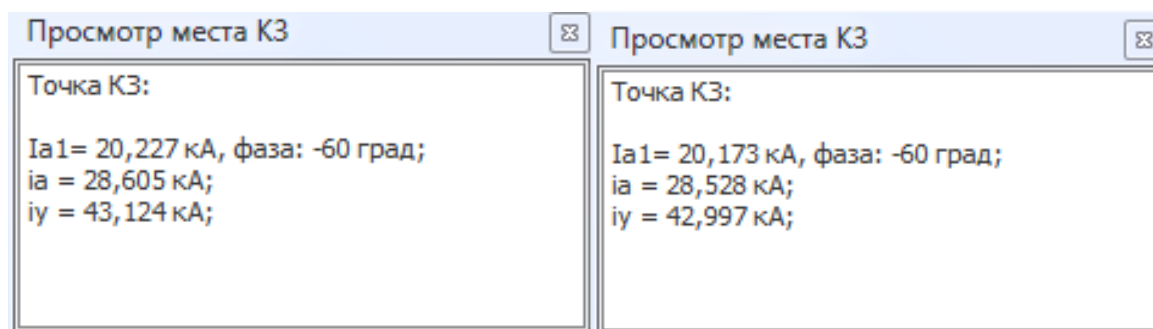 Просмотр места КЗ
Точка КЗ:
Ia1= 20,227 кА, фаза: -60 град;
ia = 28,605 кА;
iy = 43,124 кА;
Просмотр места КЗ
Точка КЗ:
Ia1= 20,173 кА, фаза: -60 град;
ia = 28,528 кА;
iy = 42,997 кА;